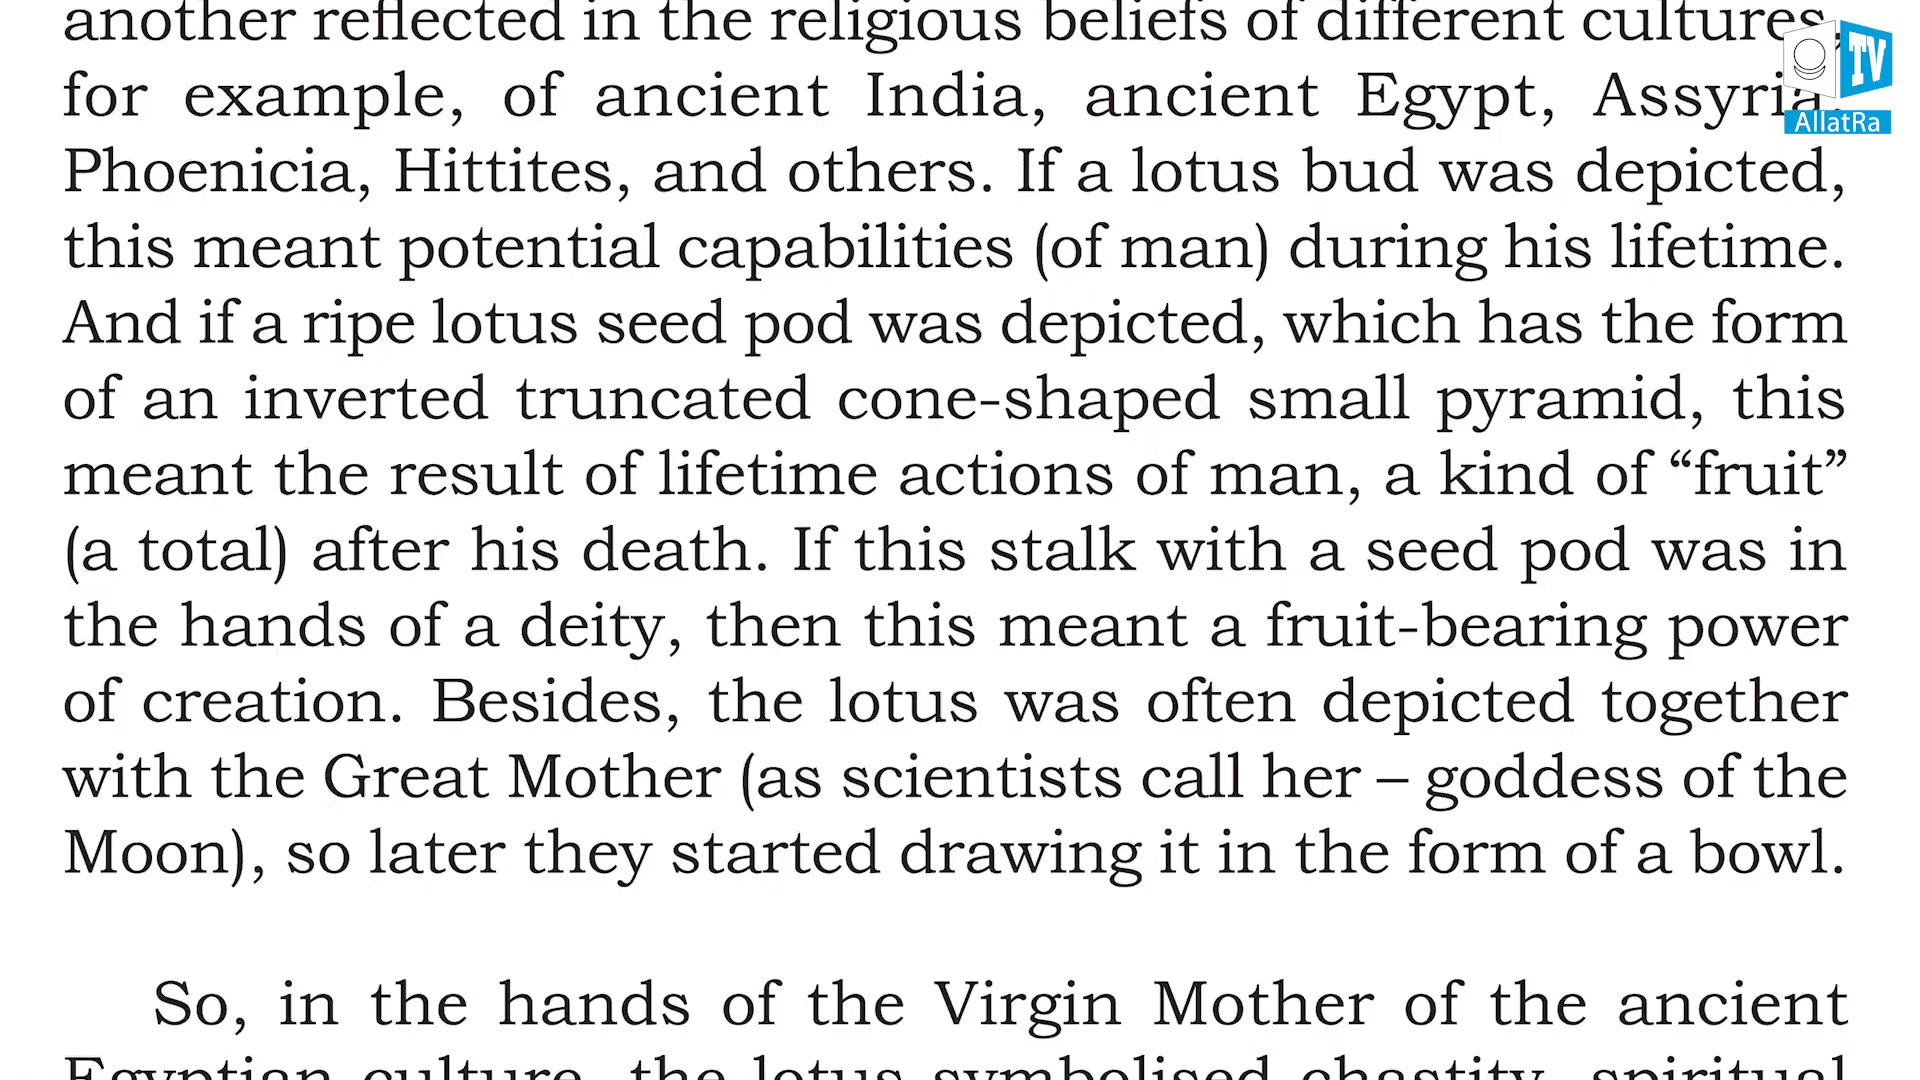 another reflected in the religious beliefs of different cultures,
for example, of ancient India, ancient Egypt, Assyria,
Phoenicia, Hittites, and others. If a lotus bud was depicted,
this meant potential capabilities (of man) during his lifetime.
And if a ripe lotus seed pod was depicted, which has the form
of an inverted truncated cone-shaped small pyramid, this
meant the result of lifetime actions of man, a kind of “fruit”
(a total) after his death. If this stalk with a seed pod was in
the hands of a deity, then this meant a fruit-bearing power
of creation. Besides, the lotus was often depicted together
with the Great Mother (as scientists call her – goddess of the
Moon), so later they started drawing it in the form of a bowl.
So, in the hands of the Virgin Mother of the ancient
Egyptian culture, the lotus symbolised chastity, spiritual
TV
AllatRa